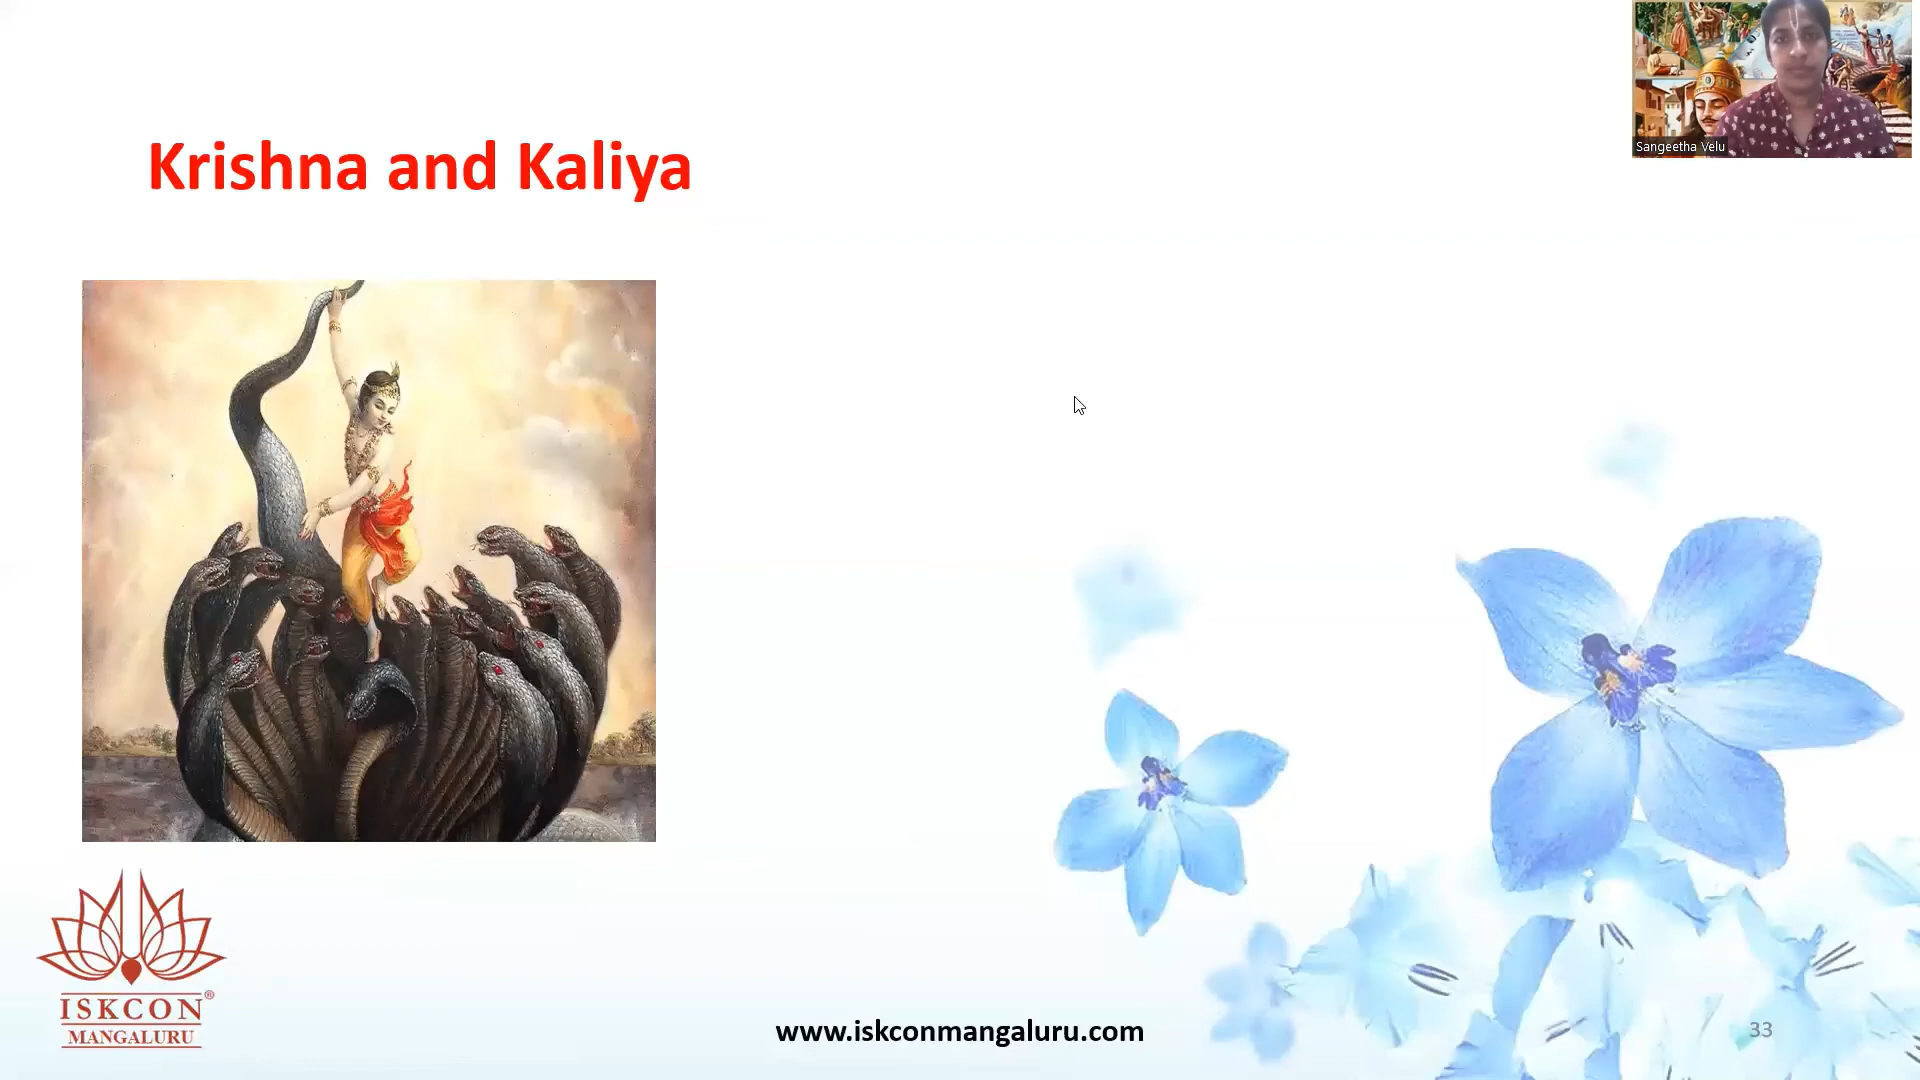 Sangeetha Velu
Krishna and Kaliya
ISKCON®
MANGALURU
www.iskconmangaluru.com
33